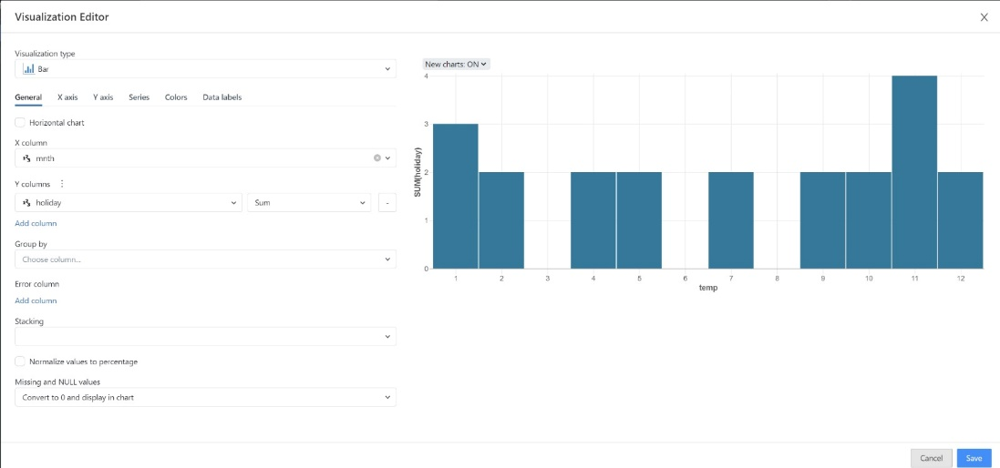 Visualization Editor
Visualization type
Bar
General X axis Y axis Series Colors Data labels
Horizontal chart
X column
mnth
Y columns
holiday Sum -
Add column
Group by
Choose column...
Error column
Add column
Stacking
Normalize values to percentage
Missing and NULL values
Convert to 0 and display in chart
New charts: ON
SUM(holiday)
4
3
2
1
0
1 2 3 4 5 6 7 8 9 10 11 12
temp
Cancel Save